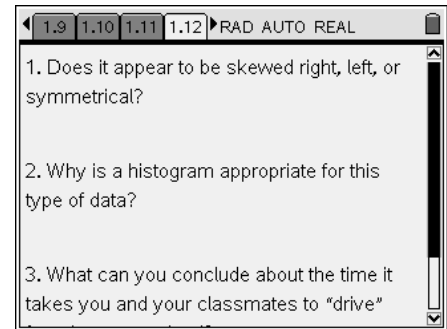 1.9 1.10 1.11 1.12 RAD AUTO REAL
1. Does it appear to be skewed right, left, or
symmetrical?
2. Why is a histogram appropriate for this
type of data?
3. What can you conclude about the time it
takes you and your classmates to “drive”